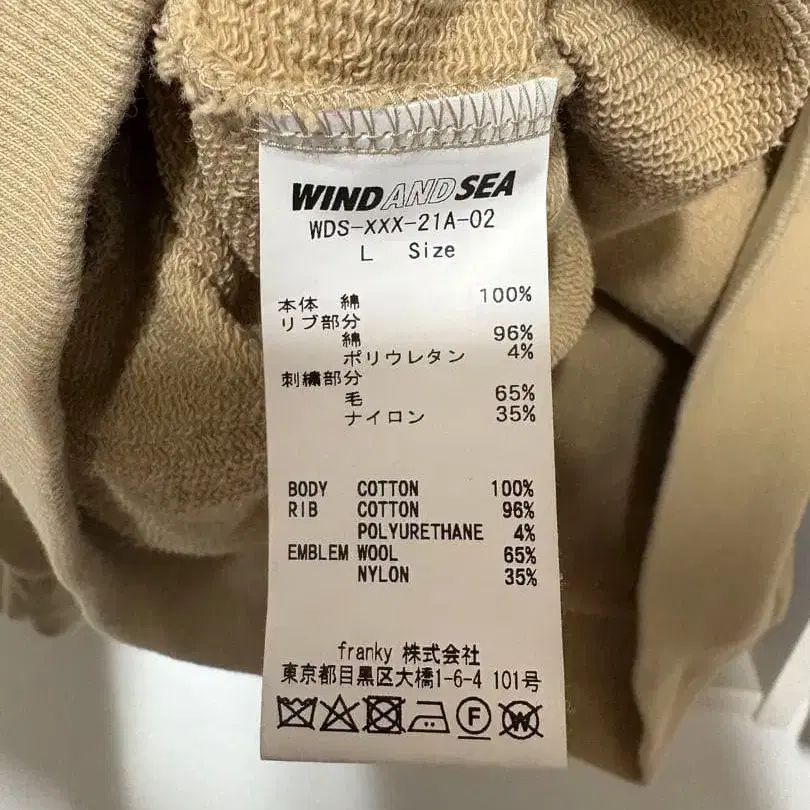 WIND AND SEA
WDS-XXX-21A-02
L Size
本体 綿 100%
リブ部分
綿 96%
ポリウレタン 4%
刺繍部分
毛 65%
ナイロン 35%
BODY COTTON 100%
RIB COTTON 96%
POLYURETHANE 4%
EMBLEM WOOL 65%
NYLON 35%
franky 株式会社
東京都目黒区大橋1-6-4 101号
F W